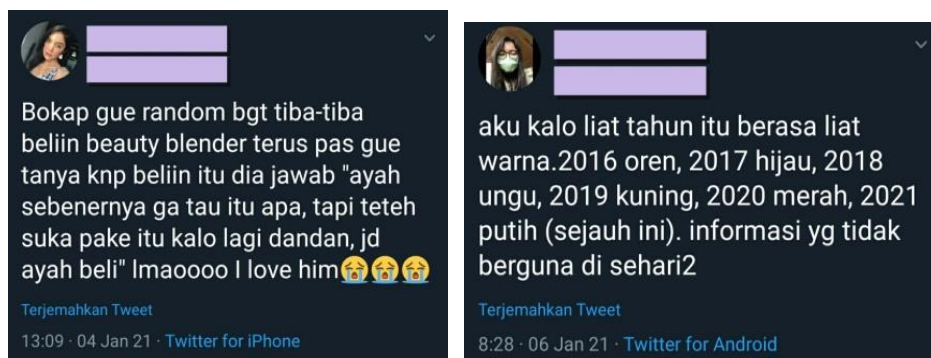 Bokap gue random bgt tiba-tiba
beliin beauty blender terus pas gue
tanya knp beliin itu dia jawab "ayah
sebenernya ga tau itu apa, tapi teteh
suka pake itu kalo lagi dandan, jd
ayah beli" lmaoooo I love him😭😭😭
Terjemahkan Tweet
13:09 · 04 Jan 21 · Twitter for iPhone
aku kalo liat tahun itu berasa liat
warna.2016 oren, 2017 hijau, 2018
ungu, 2019 kuning, 2020 merah, 2021
putih (sejauh ini). informasi yg tidak
berguna di sehari2
Terjemahkan Tweet
8:28 · 06 Jan 21 · Twitter for Android